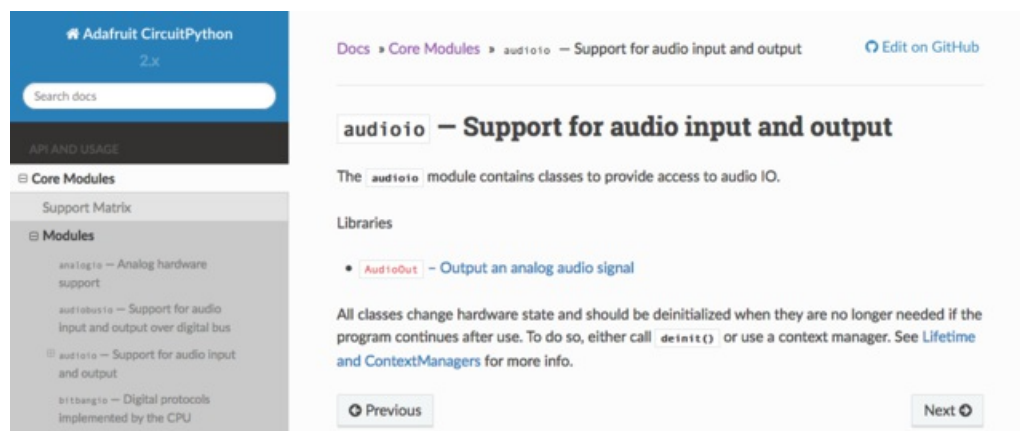 Adafruit CircuitPython
2.x
Search docs
API AND USAGE
Core Modules
Support Matrix
Modules
analogio — Analog hardware
support
audiobusio — Support for audio
input and output over digital bus
audioio — Support for audio input
and output
bitbangio — Digital protocols
implemented by the CPU
Docs » Core Modules » audioio — Support for audio input and output
Edit on GitHub
audioio — Support for audio input and output
The audioio module contains classes to provide access to audio IO.
Libraries
• AudioOut – Output an analog audio signal
All classes change hardware state and should be deinitialized when they are no longer needed if the
program continues after use. To do so, either call deinit() or use a context manager. See Lifetime
and ContextManagers for more info.
Previous
Next